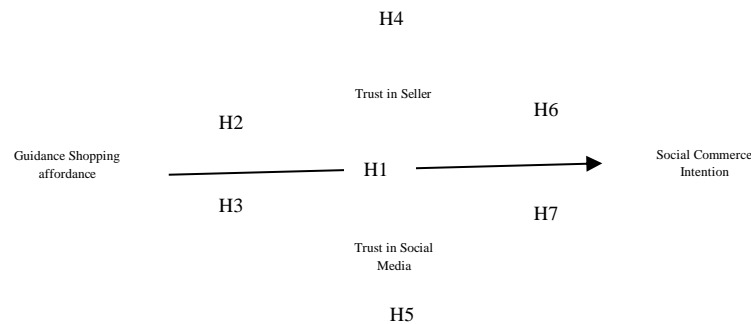 H4
Trust in Seller
H6
H2
Guidance Shopping
affordance
H1
Social Commerce
Intention
H3
H7
Trust in Social
Media
H5